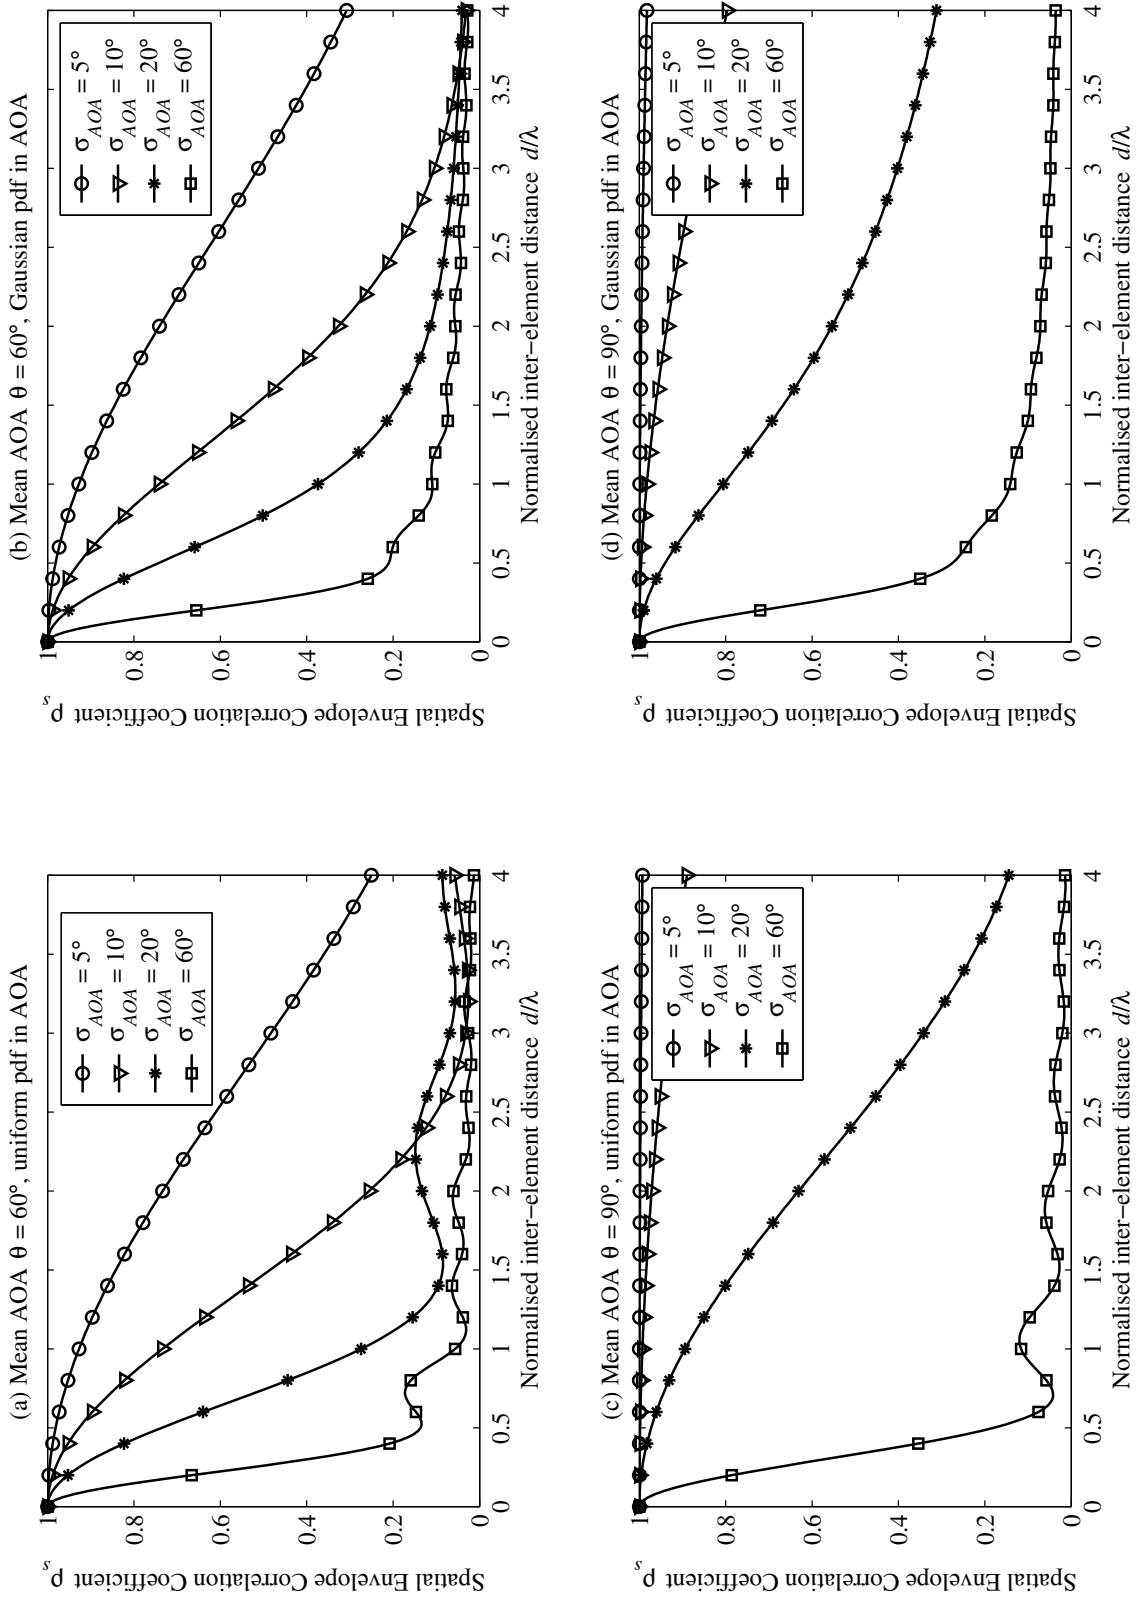 (a) Mean AOA θ = 60°, uniform pdf in AOA
Spatial Envelope Correlation Coefficient ρs
1
0.8
0.6
0.4
0.2
0
0
0.5
1
1.5
2
2.5
3
3.5
4
Normalised inter−element distance d/λ
σAOA = 5°
σAOA = 10°
σAOA = 20°
σAOA = 60°
(b) Mean AOA θ = 60°, Gaussian pdf in AOA
Spatial Envelope Correlation Coefficient ρs
1
0.8
0.6
0.4
0.2
0
0
0.5
1
1.5
2
2.5
3
3.5
4
Normalised inter−element distance d/λ
σAOA = 5°
σAOA = 10°
σAOA = 20°
σAOA = 60°
(c) Mean AOA θ = 90°, uniform pdf in AOA
Spatial Envelope Correlation Coefficient ρs
1
0.8
0.6
0.4
0.2
0
0
0.5
1
1.5
2
2.5
3
3.5
4
Normalised inter−element distance d/λ
σAOA = 5°
σAOA = 10°
σAOA = 20°
σAOA = 60°
(d) Mean AOA θ = 90°, Gaussian pdf in AOA
Spatial Envelope Correlation Coefficient ρs
1
0.8
0.6
0.4
0.2
0
0
0.5
1
1.5
2
2.5
3
3.5
4
Normalised inter−element distance d/λ
σAOA = 5°
σAOA = 10°
σAOA = 20°
σAOA = 60°